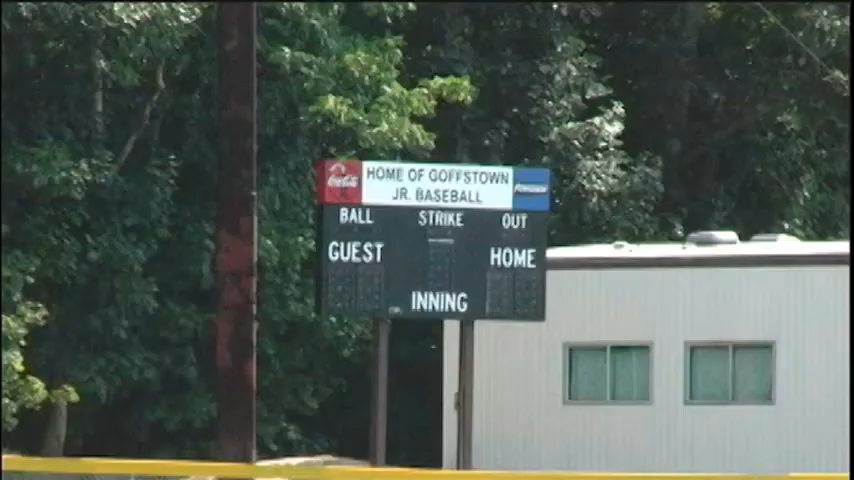 Coca-Cola
HOME OF GOFFSTOWN
JR. BASEBALL
BALL STRIKE OUT
GUEST HOME
INNING